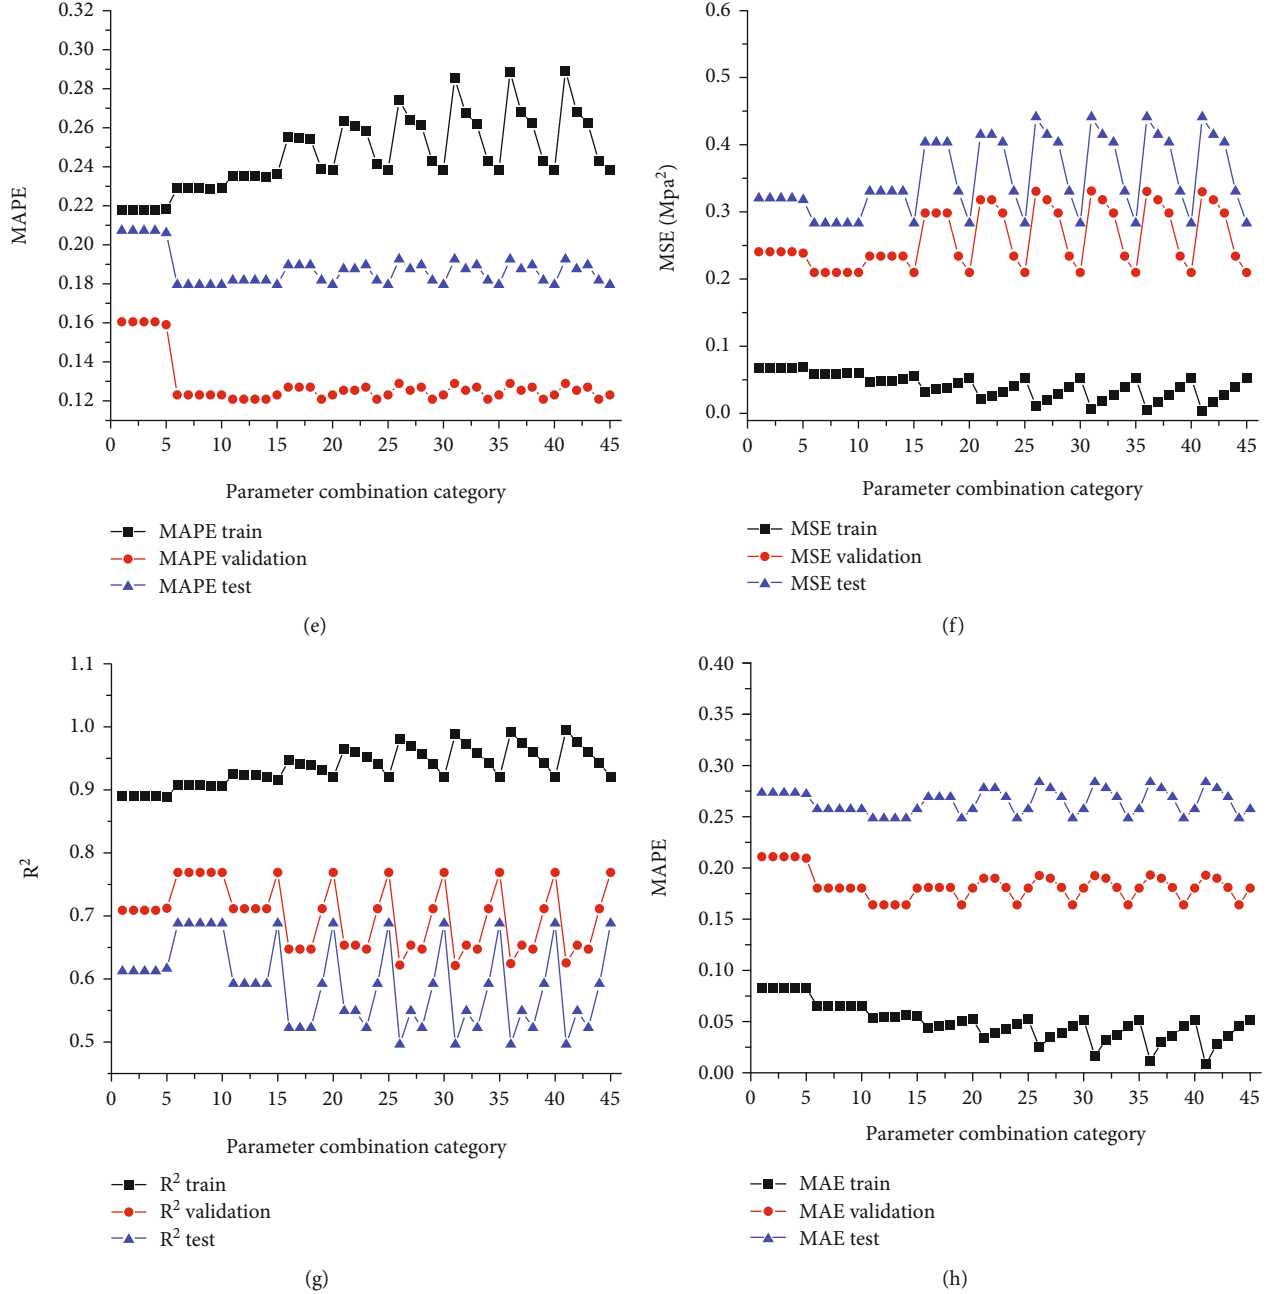 0.32
0.30
0.28
0.26
0.24
0.22
0.20
0.18
0.16
0.14
0.12
MAPE
0 5 10 15 20 25 30 35 40 45
Parameter combination category
MAPE train
MAPE validation
MAPE test
(e)
0.6
0.5
0.4
0.3
0.2
0.1
0.0
MSE (Mpa²)
0 5 10 15 20 25 30 35 40 45
Parameter combination category
MSE train
MSE validation
MSE test
(f)
1.1
1.0
0.9
0.8
0.7
0.6
0.5
R²
0 5 10 15 20 25 30 35 40 45
Parameter combination category
R² train
R² validation
R² test
(g)
0.40
0.35
0.30
0.25
0.20
0.15
0.10
0.05
0.00
MAPE
0 5 10 15 20 25 30 35 40 45
Parameter combination category
MAE train
MAE validation
MAE test
(h)